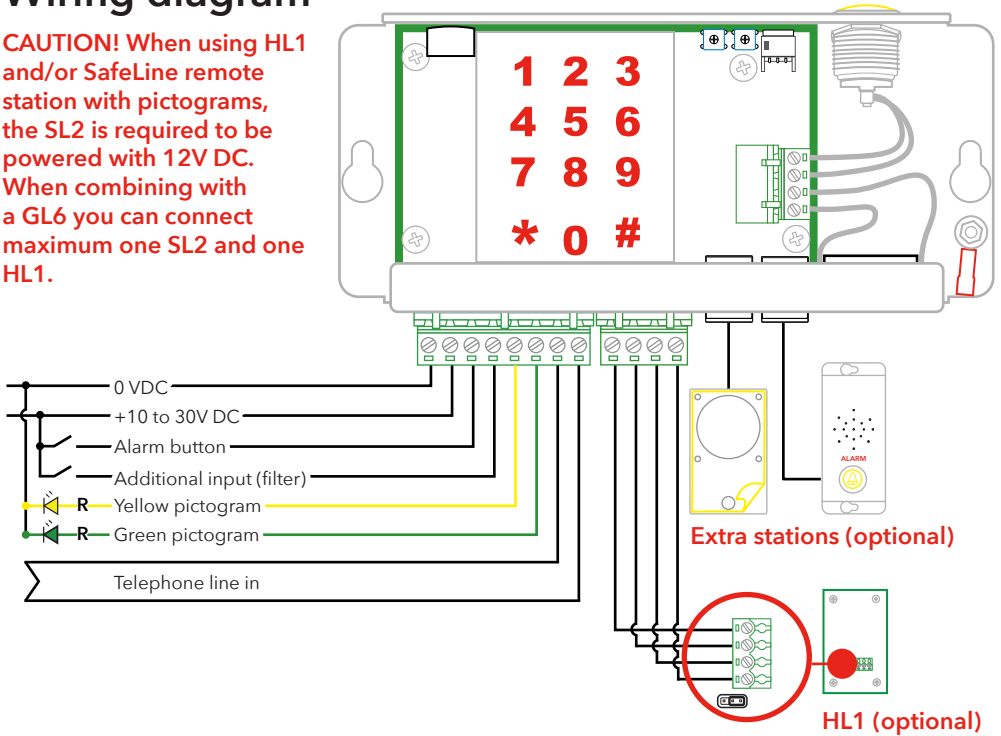 Wiring diagram
CAUTION! When using HL1
and/or SafeLine remote
station with pictograms,
the SL2 is required to be
powered with 12V DC.
When combining with
a GL6 you can connect
maximum one SL2 and one
HL1.
1 2 3
4 5 6
7 8 9
* 0 #
0 VDC
+10 to 30V DC
Alarm button
Additional input (filter)
R Yellow pictogram
R Green pictogram
Telephone line in
ALARM
Extra stations (optional)
HL1 (optional)